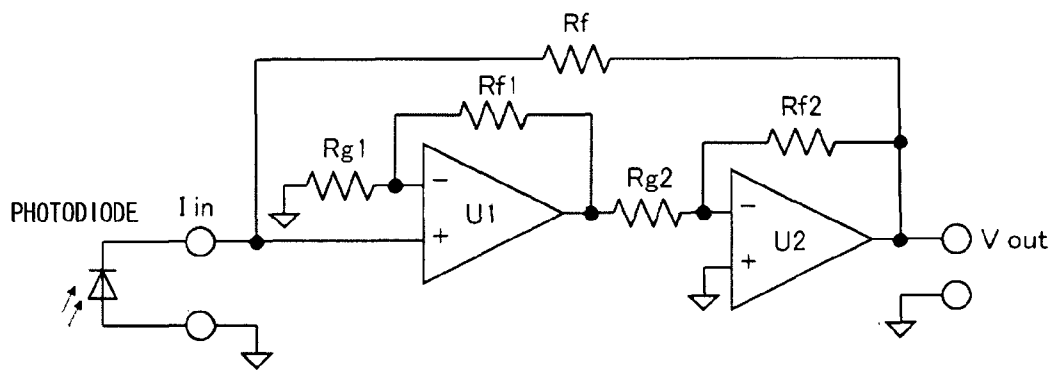 Rf
Rf1
Rf2
Rg1
Rg2
PHOTODIODE
I in
−
+
U1
−
+
U2
V out